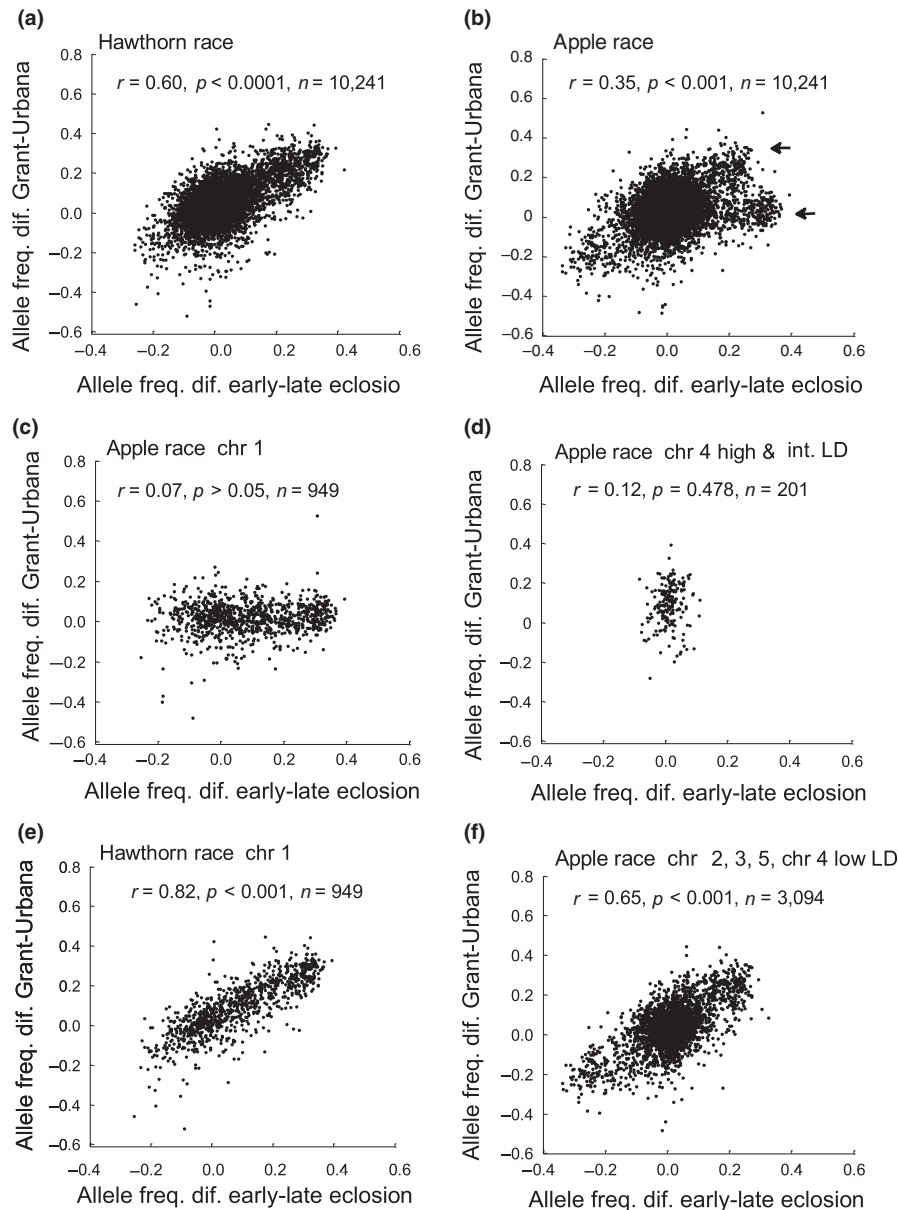 (a)
Hawthorn race
r = 0.60, p < 0.0001, n = 10,241
0.8
0.6
0.4
0.2
0.0
–0.2
–0.4
–0.6
–0.4
–0.2
0.0
0.2
0.4
0.6
Allele freq. dif. Grant-Urbana
Allele freq. dif. early-late eclosio
(b)
Apple race
r = 0.35, p < 0.001, n = 10,241
0.8
0.6
0.4
0.2
0
–0.2
–0.4
–0.6
–0.4
–0.2
0.0
0.2
0.4
0.6
Allele freq. dif. Grant-Urbana
Allele freq. dif. early-late eclosio
(c)
Apple race chr 1
r = 0.07, p > 0.05, n = 949
0.8
0.6
0.4
0.2
0.0
–0.2
–0.4
–0.6
–0.4
–0.2
0.0
0.2
0.4
0.6
Allele freq. dif. Grant-Urbana
Allele freq. dif. early-late eclosion
(d)
Apple race chr 4 high & int. LD
r = 0.12, p = 0.478, n = 201
0.8
0.6
0.4
0.2
0
–0.2
–0.4
–0.6
–0.4
–0.2
0.0
0.2
0.4
0.6
Allele freq. dif. Grant-Urbana
Allele freq. dif. early-late eclosion
(e)
Hawthorn race chr 1
r = 0.82, p < 0.001, n = 949
0.8
0.6
0.4
0.2
0.0
–0.2
–0.4
–0.6
–0.4
–0.2
0.0
0.2
0.4
0.6
Allele freq. dif. Grant-Urbana
Allele freq. dif. early-late eclosion
(f)
Apple race chr 2, 3, 5, chr 4 low LD
r = 0.65, p < 0.001, n = 3,094
0.8
0.6
0.4
0.2
0.0
–0.2
–0.4
–0.6
–0.4
–0.2
0.0
0.2
0.4
0.6
Allele freq. dif. Grant-Urbana
Allele freq. dif. early-late eclosion